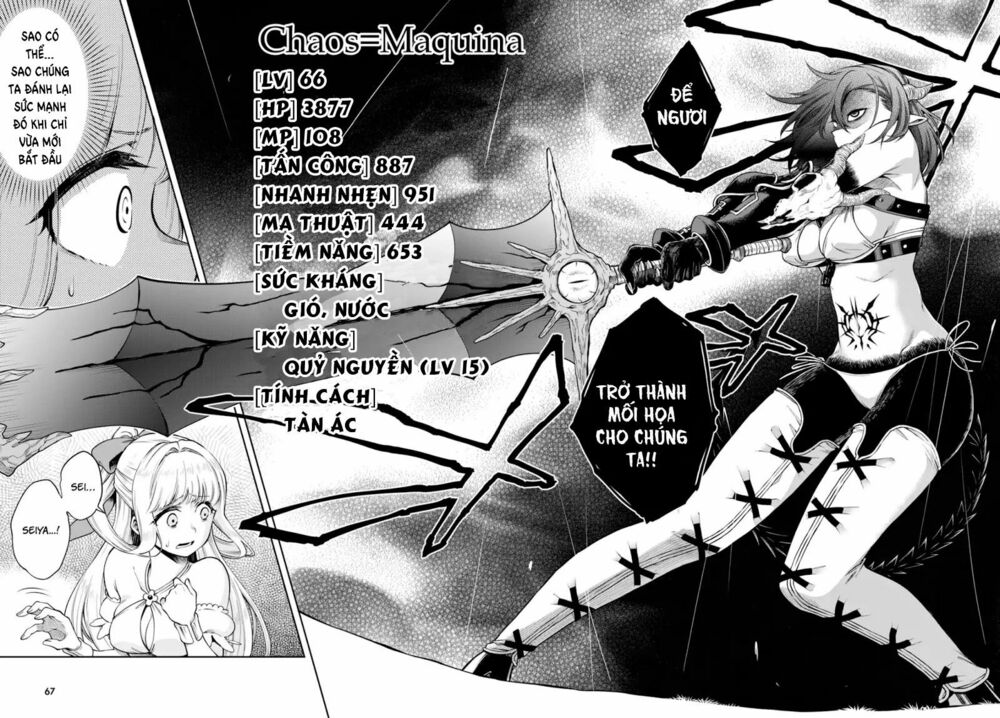 ĐỂ
NGƯƠI
TRỞ THÀNH
MỐI HỌA
CHO CHÚNG
TA!!
Chaos=Maquina
[LV] 66
[HP] 3877
[MP] 108
[TẤN CÔNG] 887
[NHANH NHẸN] 951
[MA THUẬT] 444
[TIỀM NĂNG] 653
[SỨC KHÁNG]
GIÓ, NƯỚC
[KỸ NĂNG]
QUỶ NGUYỀN (LV 15)
[TÍNH CÁCH]
TÀN ÁC
SAO CÓ
THỂ...
SAO CHÚNG
TA ĐÁNH LẠI
SỨC MẠNH
ĐÓ KHI CHỈ
VỪA MỚI
BẮT ĐẦU
SEI...
SEIYA...!
67